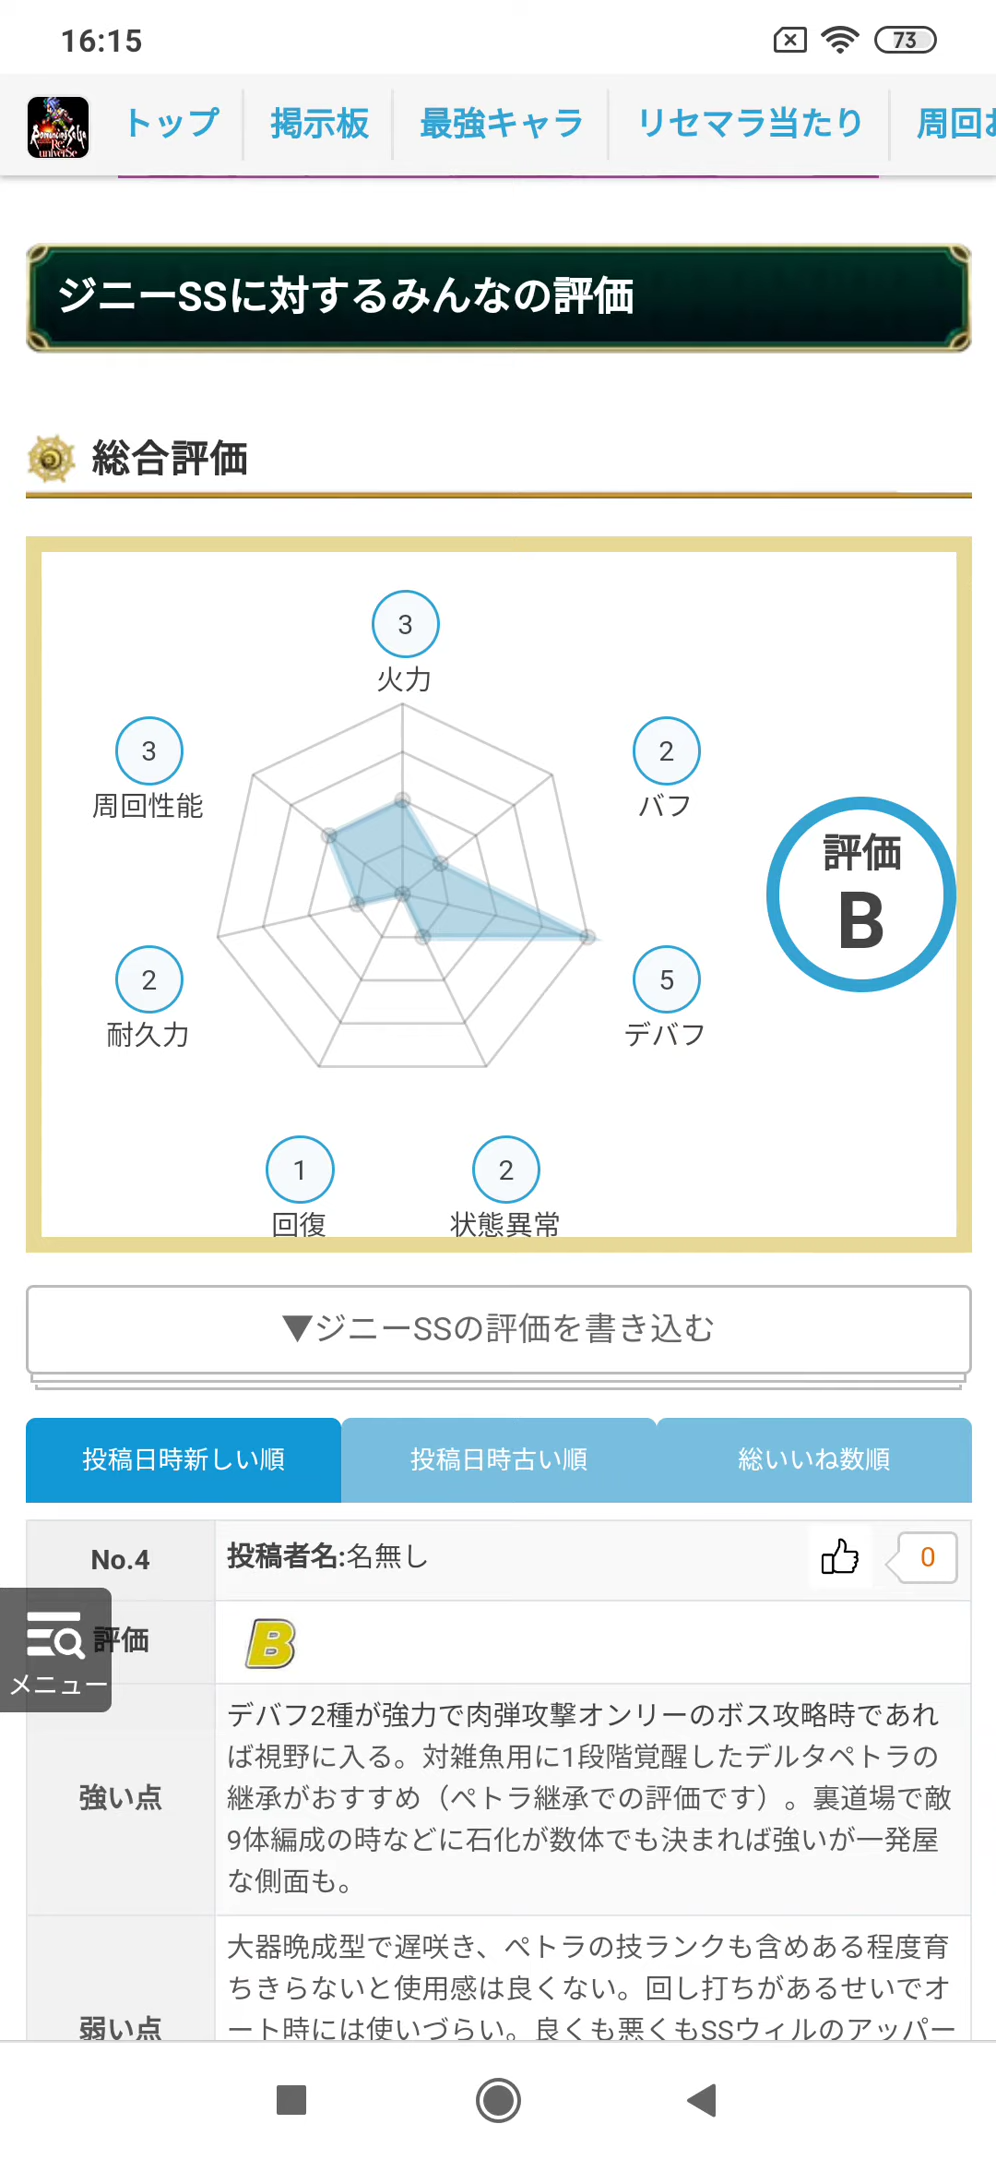 16:15
73
Romancing SaGa
Re;
univerSe
トップ
掲示板
最強キャラ
リセマラ当たり
周回お
ジニーSSに対するみんなの評価
総合評価
3
火力
3
周回性能
2
バフ
評価
B
2
耐久力
5
デバフ
1
回復
2
状態異常
▼ジニーSSの評価を書き込む
投稿日時新しい順
投稿日時古い順
総いいね数順
No.4
投稿者名:名無し
0
評価
B
メニュー
強い点
デバフ2種が強力で肉弾攻撃オンリーのボス攻略時であれ
ば視野に入る。対雑魚用に1段階覚醒したデルタペトラの
継承がおすすめ（ペトラ継承での評価です）。裏道場で敵
9体編成の時などに石化が数体でも決まれば強いが一発屋
な側面も。
弱い点
大器晩成型で遅咲き、ペトラの技ランクも含めある程度育
ちきらないと使用感は良くない。回し打ちがあるせいでオ
ート時には使いづらい。良くも悪くもSSウィルのアッパー